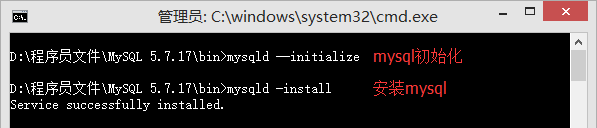 管理员: C:\windows\system32\cmd.exe
D:\程序员文件\MySQL 5.7.17\bin>mysqld --initialize mysql初始化
D:\程序员文件\MySQL 5.7.17\bin>mysqld -install 安装mysql
Service successfully installed.